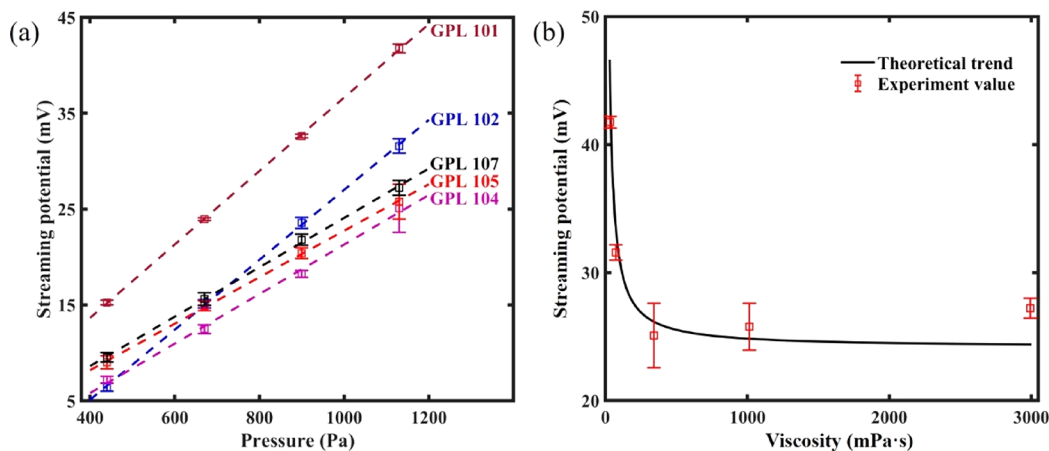 (a)
Streaming potential (mV)
45
35
25
15
5
GPL 101
GPL 102
GPL 107
GPL 105
GPL 104
400
600
800
1000
1200
Pressure (Pa)
(b)
Streaming potential (mV)
50
40
30
20
Theoretical trend
Experiment value
0
1000
2000
3000
Viscosity (mPa·s)